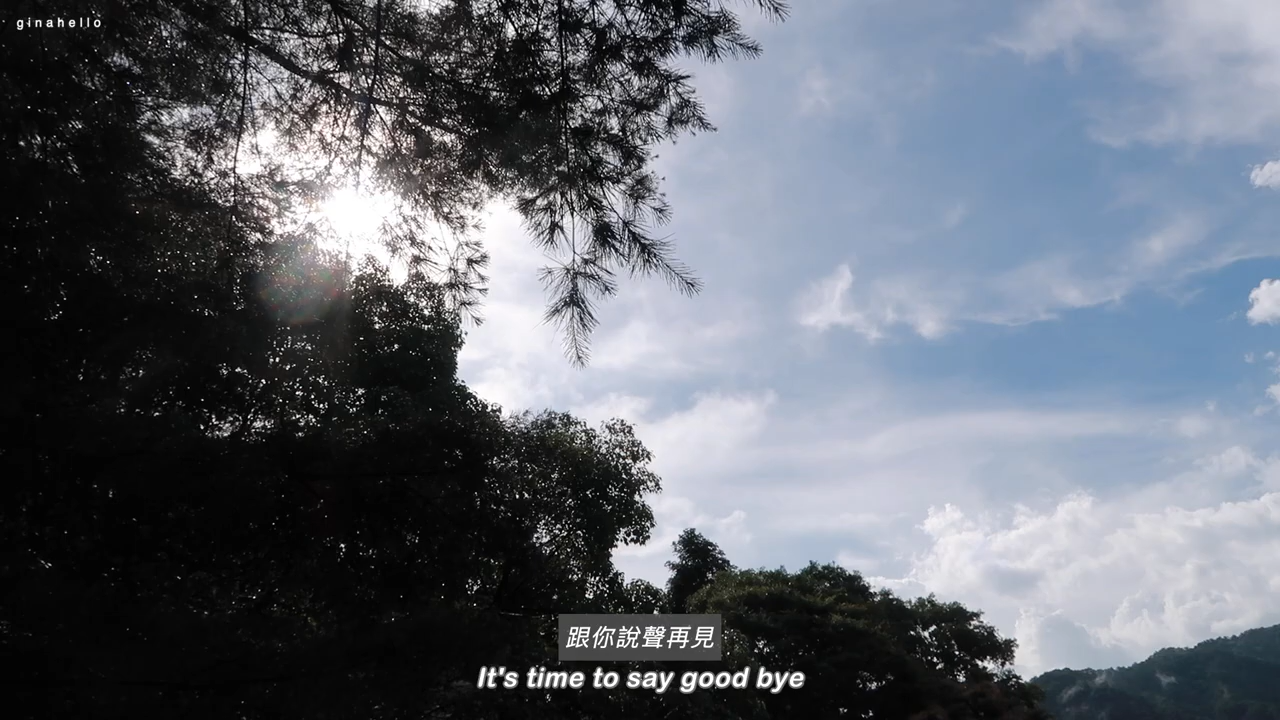 ginahello
跟你說聲再見
It's time to say good bye